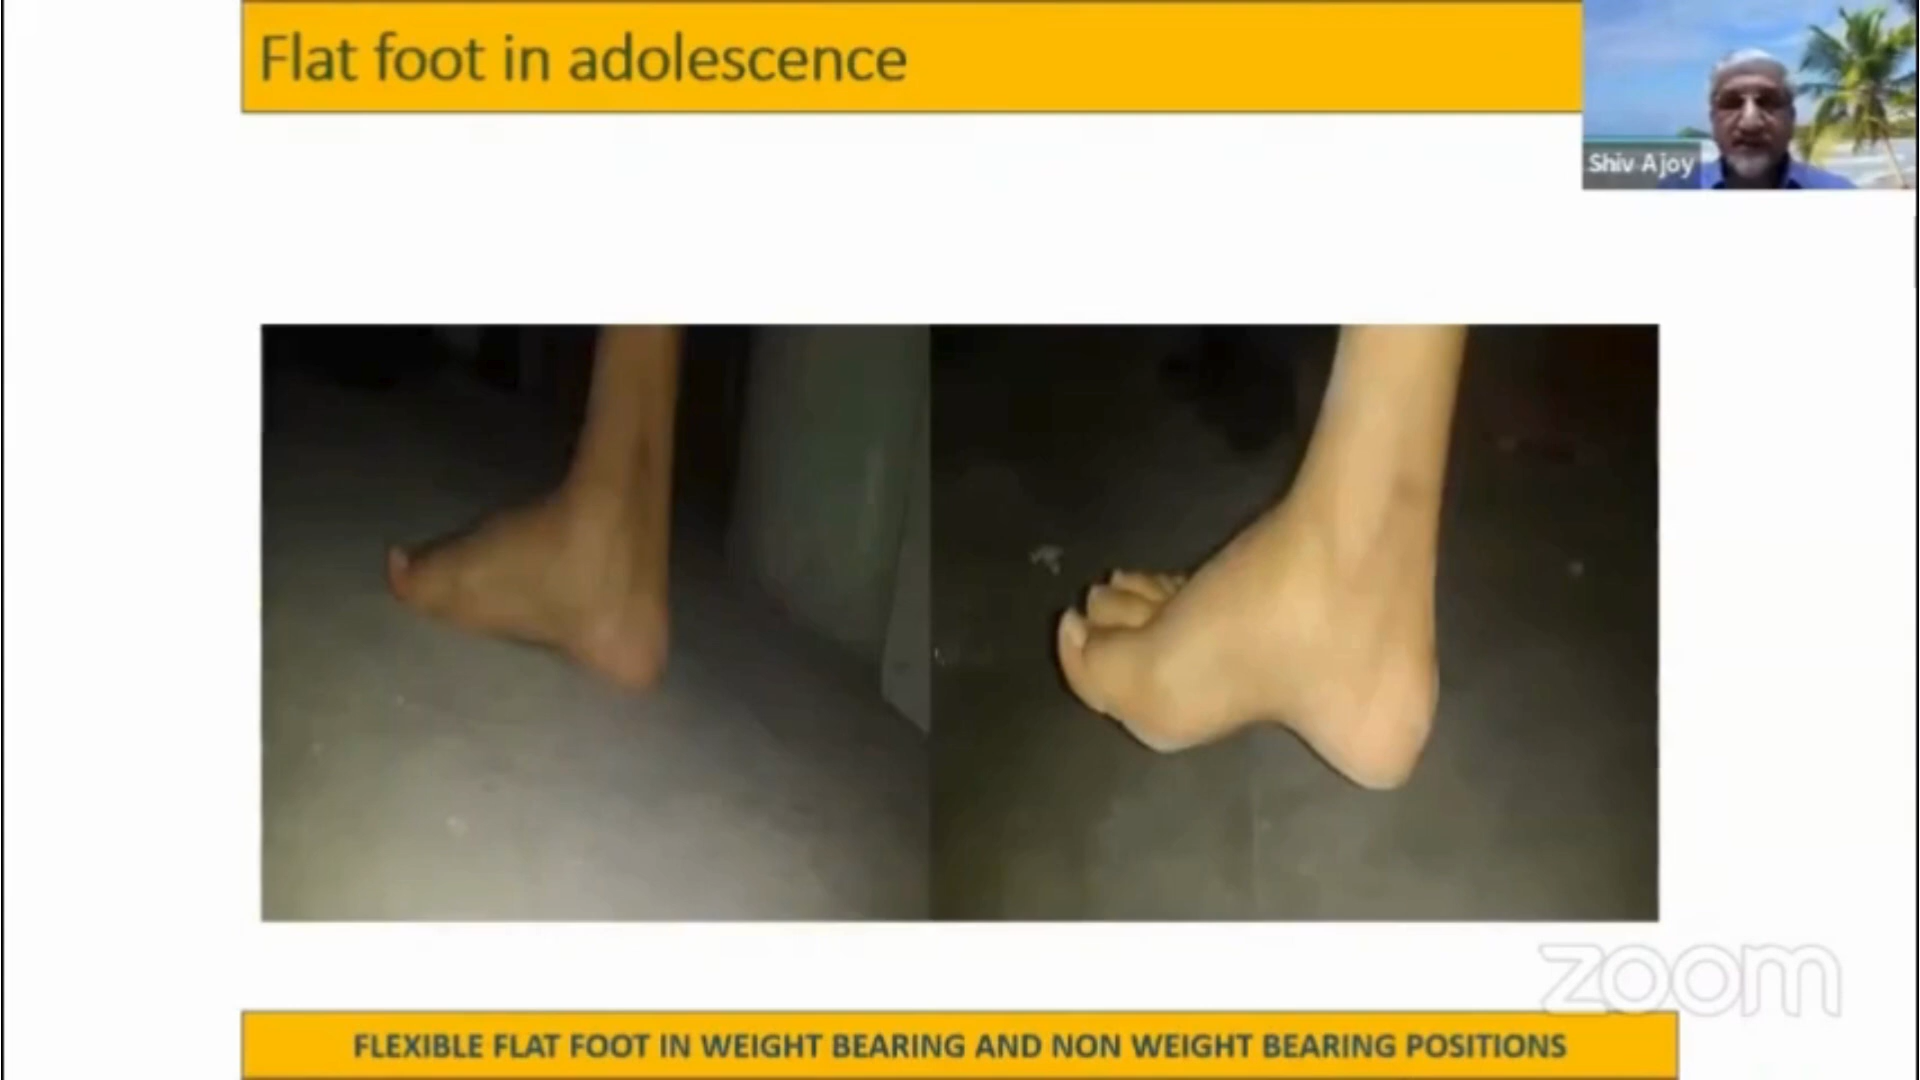 Flat foot in adolescence
Shiv Ajoy
zoom
FLEXIBLE FLAT FOOT IN WEIGHT BEARING AND NON WEIGHT BEARING POSITIONS